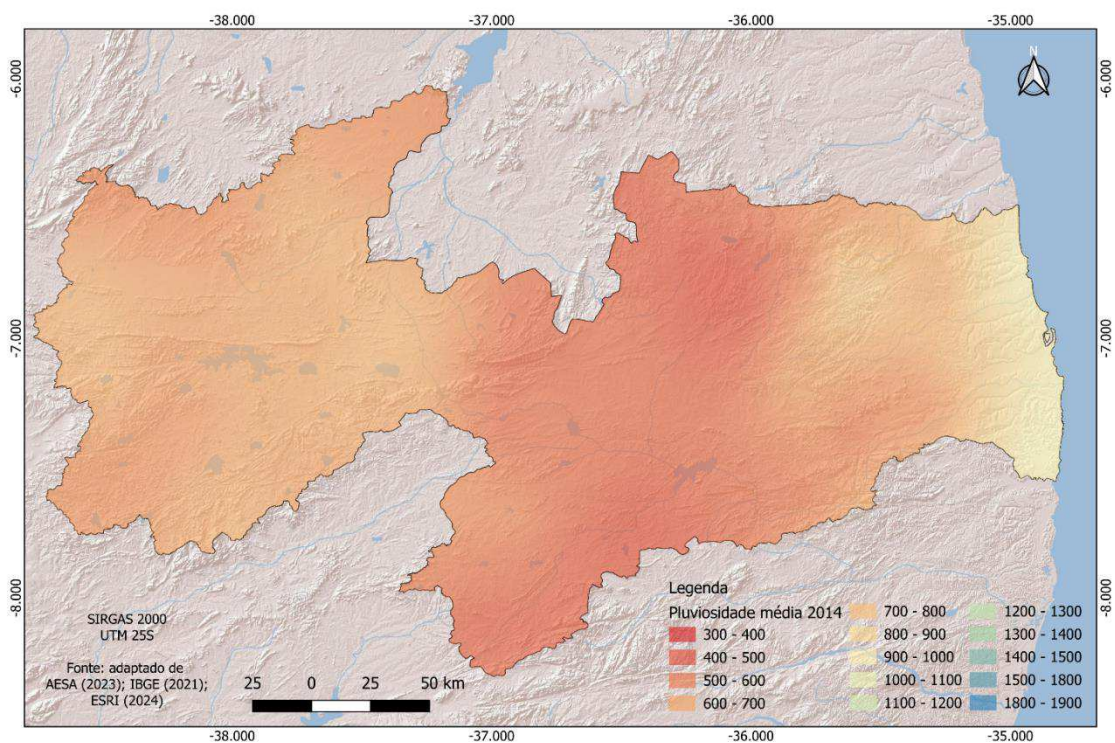 -38.000 -37.000 -36.000 -35.000
-6.000 -6.000
N
-7.000 -7.000
-8.000 -8.000
SIRGAS 2000
UTM 25S
Fonte: adaptado de
AESA (2023); IBGE (2021);
ESRI (2024)
25 0 25 50 km
Legenda
Pluviosidade média 2014
300 - 400
400 - 500
500 - 600
600 - 700
700 - 800
800 - 900
900 - 1000
1000 - 1100
1100 - 1200
1200 - 1300
1300 - 1400
1400 - 1500
1500 - 1800
1800 - 1900
-38.000 -37.000 -36.000 -35.000